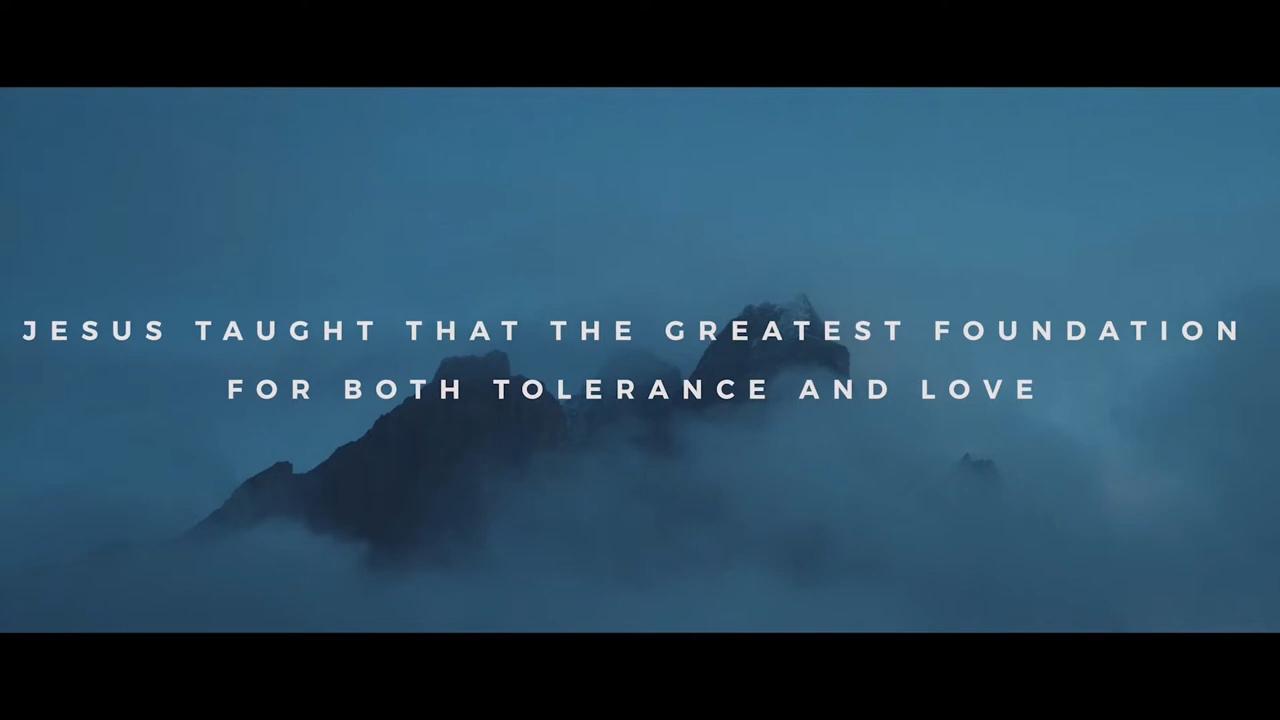 JESUS TAUGHT THAT THE GREATEST FOUNDATION
FOR BOTH TOLERANCE AND LOVE